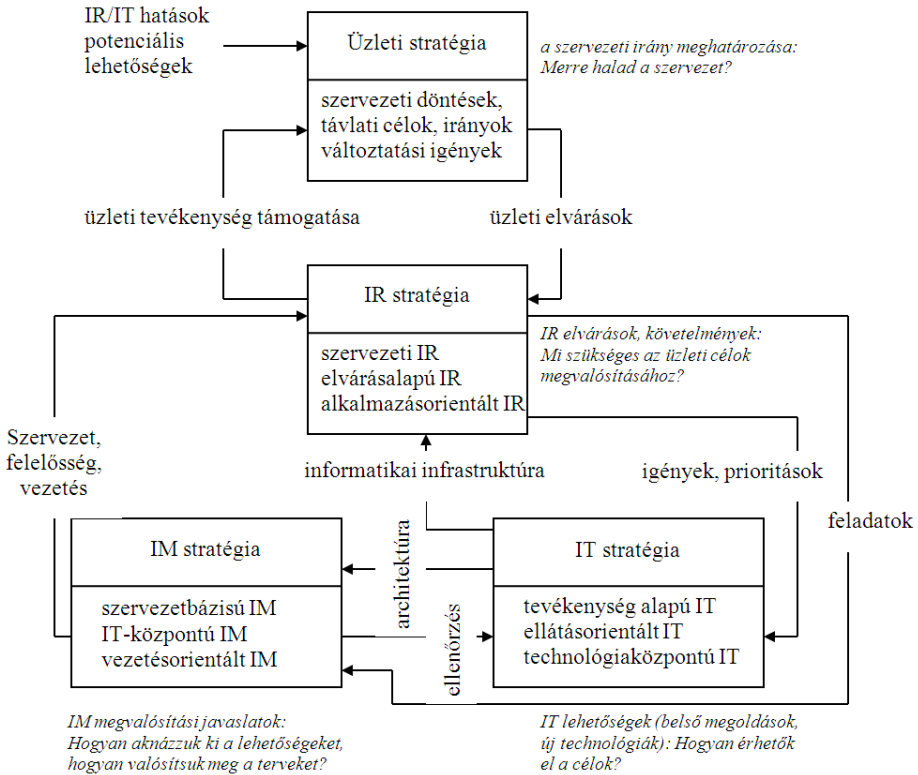 IR/IT hatások
potenciális
lehetőségek
Üzleti stratégia
a szervezeti irány meghatározása:
Merre halad a szervezet?
szervezeti döntések,
távlati célok, irányok
változtatási igények
üzleti tevékenység támogatása
üzleti elvárások
IR stratégia
IR elvárások, követelmények:
Mi szükséges az üzleti célok
megvalósításához?
szervezeti IR
elvárásalapú IR
alkalmazásorientált IR
Szervezet,
felelősség,
vezetés
informatikai infrastruktúra
igények, prioritások
feladatok
IM stratégia
architektúra
IT stratégia
szervezetbázisú IM
IT-központú IM
vezetésorientált IM
ellenőrzés
tevékenység alapú IT
ellátásorientált IT
technológiaközpontú IT
IM megvalósítási javaslatok:
Hogyan aknázzuk ki a lehetőségeket,
hogyan valósítsuk meg a terveket?
IT lehetőségek (belső megoldások,
új technológiák): Hogyan érhetők
el a célok?